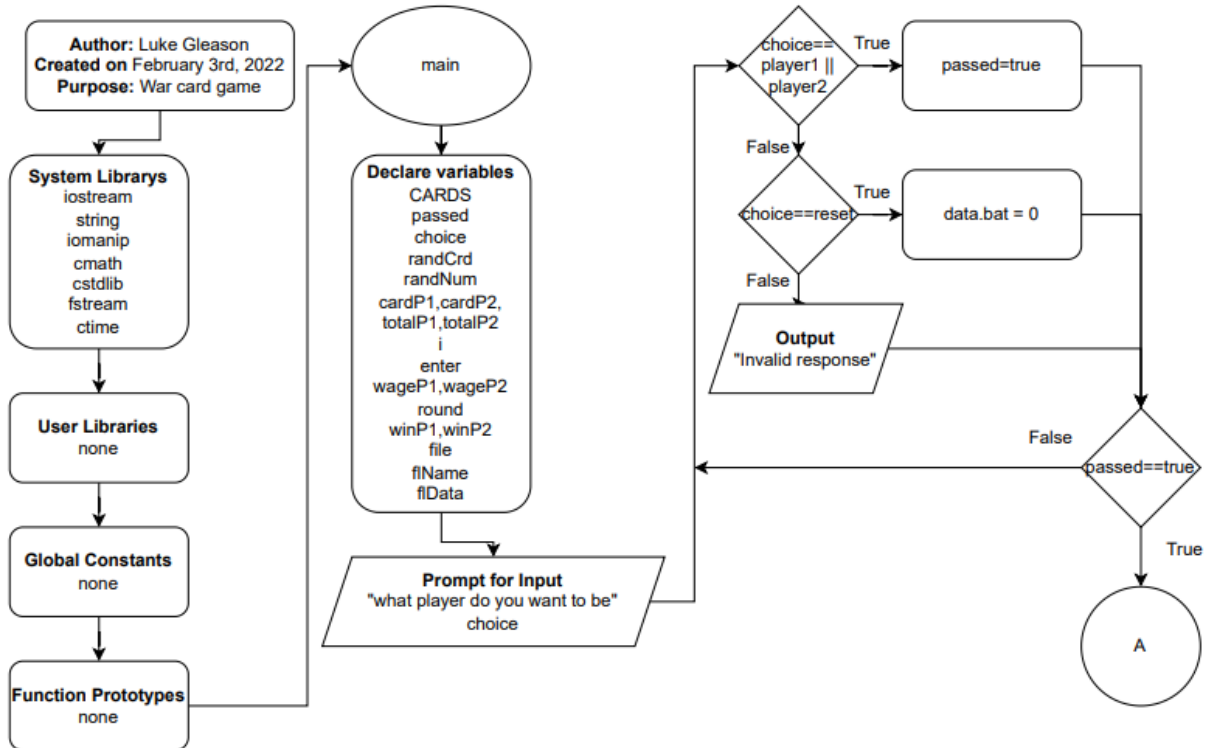 Author: Luke Gleason
Created on February 3rd, 2022
Purpose: War card game
System Librarys
iostream
string
iomanip
cmath
cstdlib
fstream
ctime
User Libraries
none
Global Constants
none
Function Prototypes
none
main
Declare variables
CARDS
passed
choice
randCrd
randNum
cardP1,cardP2,
totalP1,totalP2
i
enter
wageP1,wageP2
round
winP1,winP2
file
flName
flData
Prompt for Input
"what player do you want to be"
choice
choice==
player1 ||
player2
True
passed=true
False
choice==reset
True
data.bat = 0
False
Output
"Invalid response"
False
passed==true
True
A